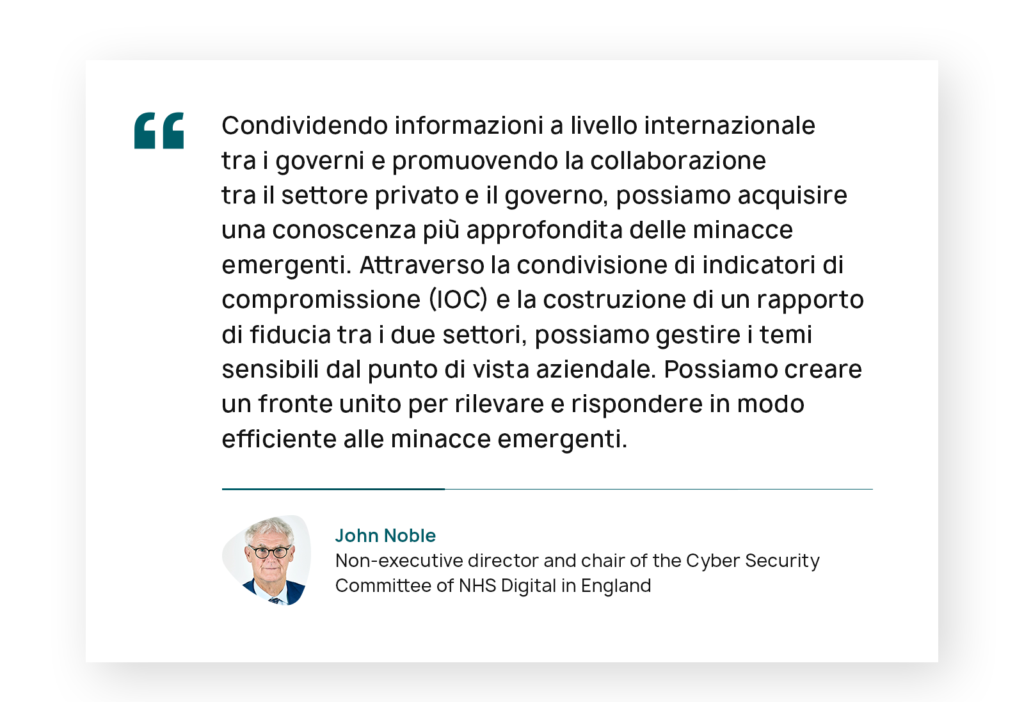 ❝
Condividendo informazioni a livello internazionale
tra i governi e promuovendo la collaborazione
tra il settore privato e il governo, possiamo acquisire
una conoscenza più approfondita delle minacce
emergenti. Attraverso la condivisione di indicatori di
compromissione (IOC) e la costruzione di un rapporto
di fiducia tra i due settori, possiamo gestire i temi
sensibili dal punto di vista aziendale. Possiamo creare
un fronte unito per rilevare e rispondere in modo
efficiente alle minacce emergenti.
John Noble
Non-executive director and chair of the Cyber Security
Committee of NHS Digital in England